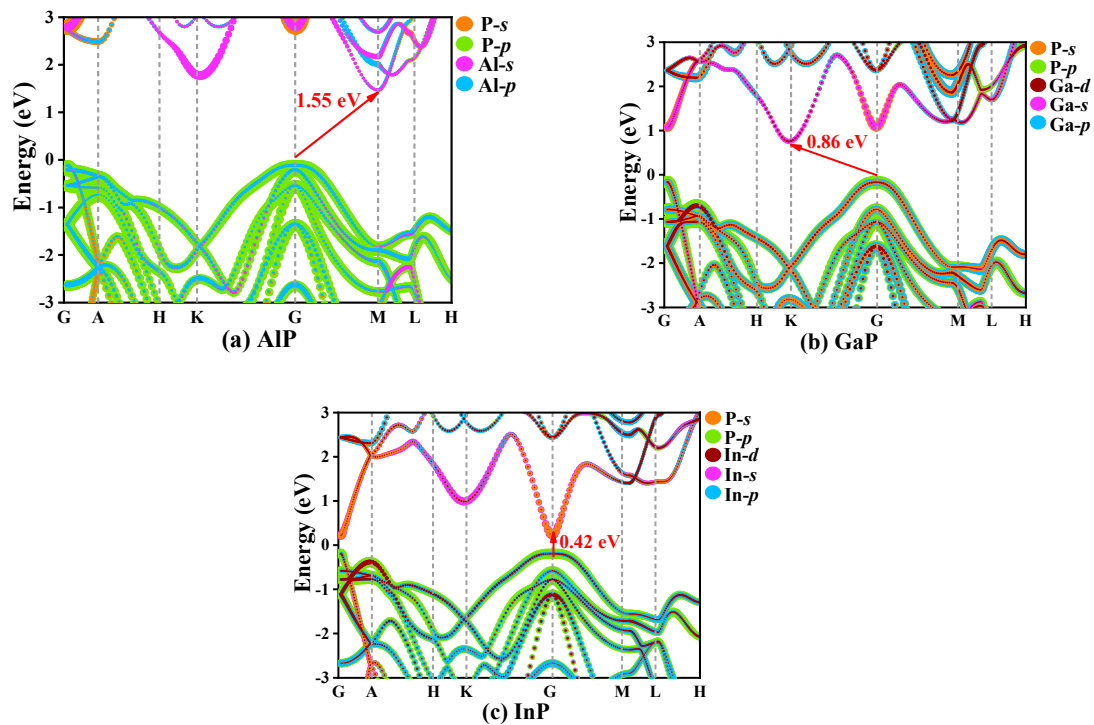 3
2
1
0
-1
-2
-3
Energy (eV)
G A H K G M L H
1.55 eV
P-s
P-p
Al-s
Al-p
(a) AlP
3
2
1
0
-1
-2
-3
Energy (eV)
G A H K G M L H
0.86 eV
P-s
P-p
Ga-d
Ga-s
Ga-p
(b) GaP
3
2
1
0
-1
-2
-3
Energy (eV)
G A H K G M L H
0.42 eV
P-s
P-p
In-d
In-s
In-p
(c) InP